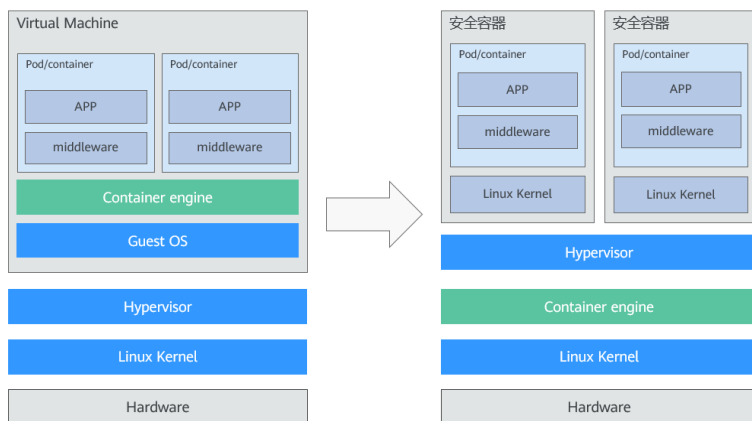 Virtual Machine
Pod/container
APP
middleware
Pod/container
APP
middleware
Container engine
Guest OS
Hypervisor
Linux Kernel
Hardware
安全容器
Pod/container
APP
middleware
Linux Kernel
安全容器
Pod/container
APP
middleware
Linux Kernel
Hypervisor
Container engine
Linux Kernel
Hardware